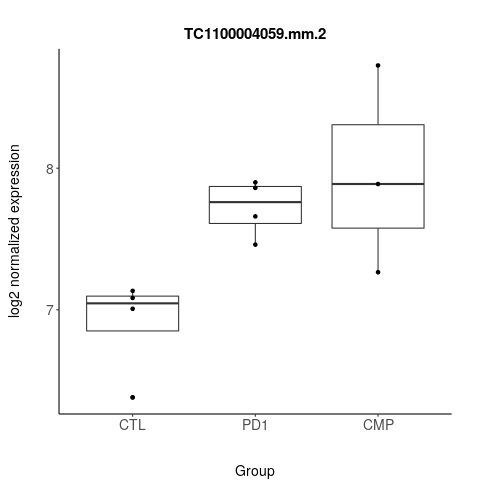 TC1100004059.mm.2
log2 normalized expression
8
7
CTL PD1 CMP
Group